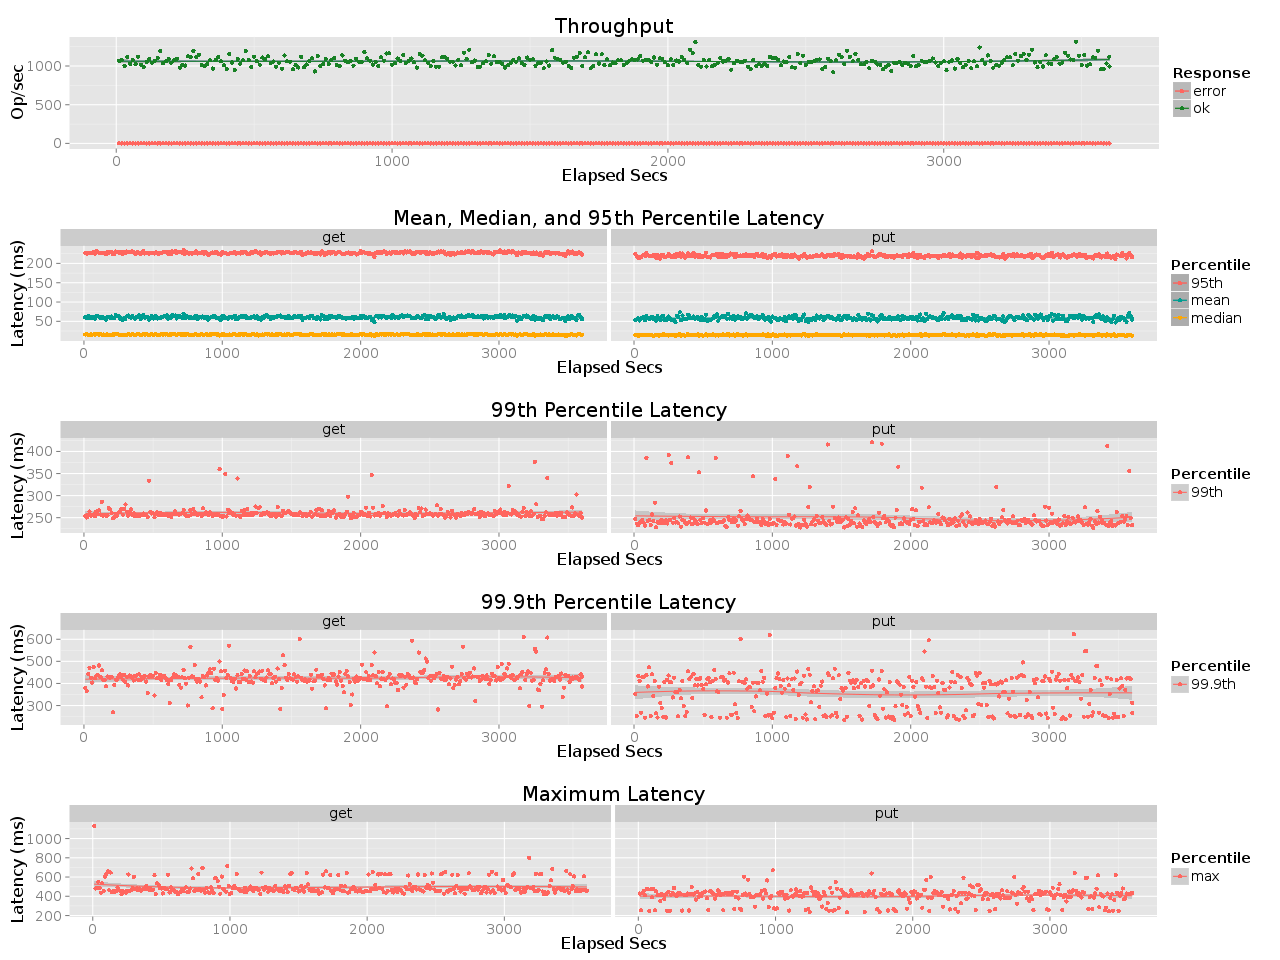 Throughput
Op/sec
1000
500
0
0 1000 2000 3000
Elapsed Secs
Response
error
ok
Mean, Median, and 95th Percentile Latency
get put
Latency (ms)
200
150
100
50
0 1000 2000 3000 0 1000 2000 3000
Elapsed Secs
Percentile
95th
mean
median
99th Percentile Latency
get put
Latency (ms)
400
350
300
250
0 1000 2000 3000 0 1000 2000 3000
Elapsed Secs
Percentile
99th
99.9th Percentile Latency
get put
Latency (ms)
600
500
400
300
0 1000 2000 3000 0 1000 2000 3000
Elapsed Secs
Percentile
99.9th
Maximum Latency
get put
Latency (ms)
1000
800
600
400
200
0 1000 2000 3000 0 1000 2000 3000
Elapsed Secs
Percentile
max